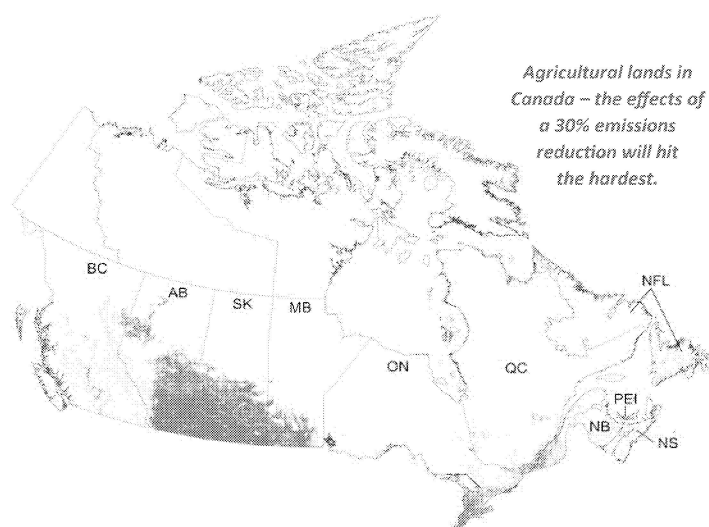 Agricultural lands in
Canada – the effects of
a 30% emissions
reduction will hit
the hardest.
BC
AB
SK
MB
ON
QC
NFL
PEI
NB
NS